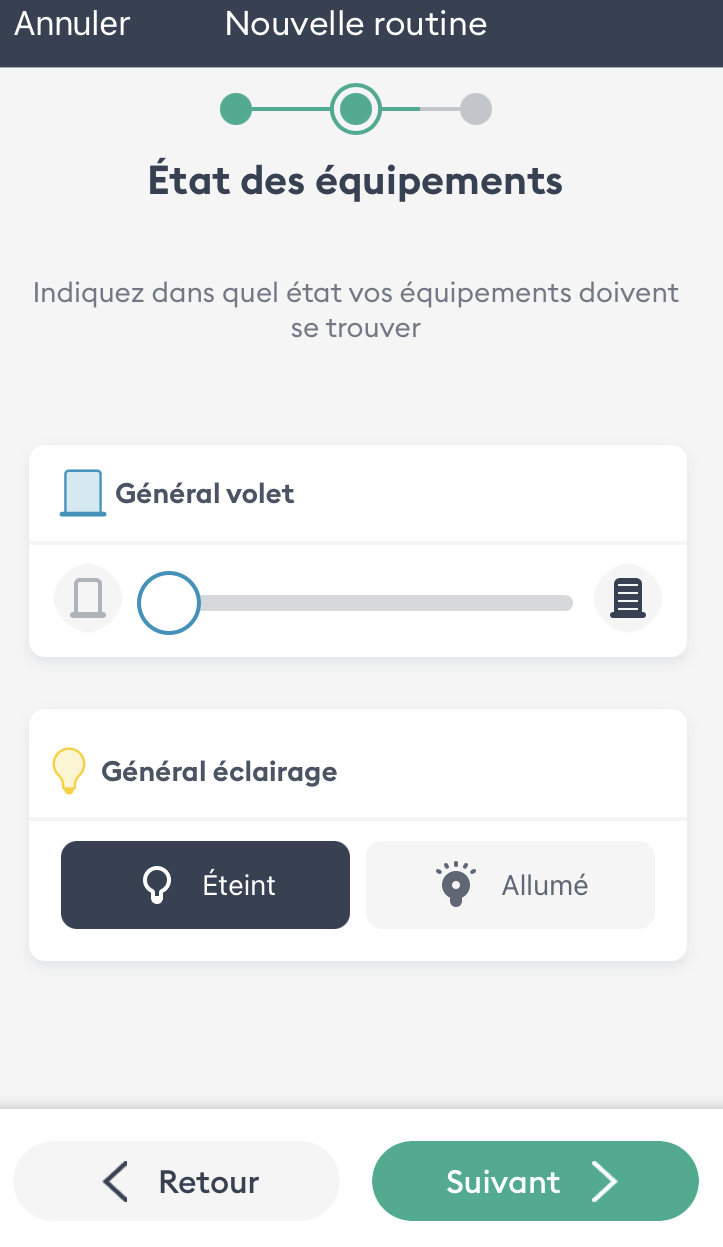 Annuler
Nouvelle routine
État des équipements
Indiquez dans quel état vos équipements doivent
se trouver
Général volet
Général éclairage
Éteint
Allumé
Retour
Suivant